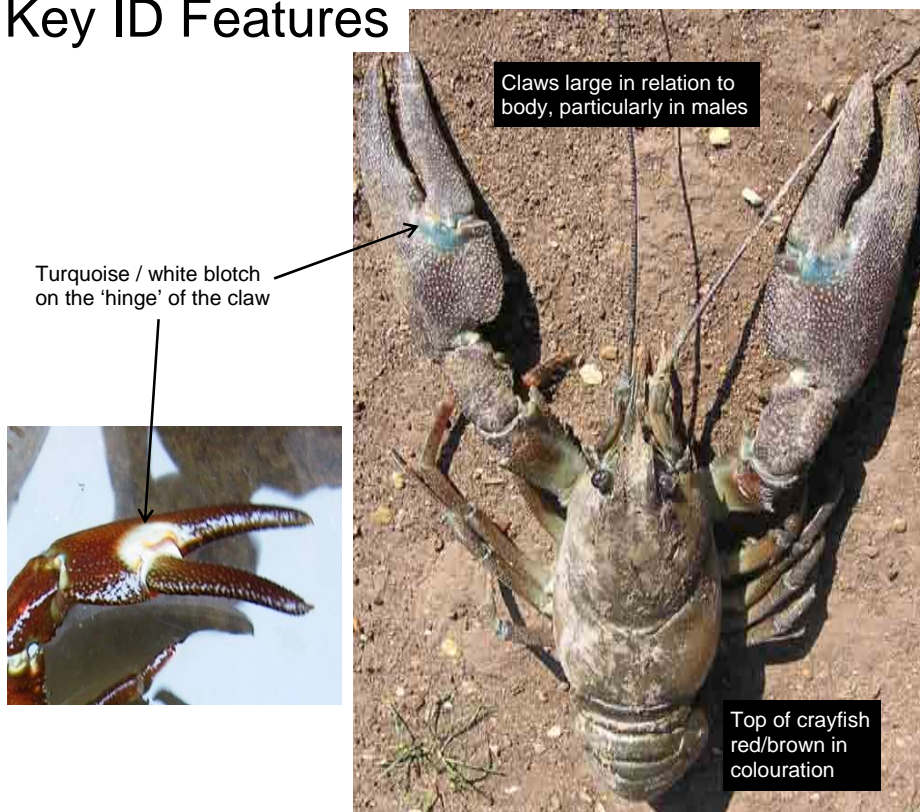 Key ID Features
Claws large in relation to
body, particularly in males
Turquoise / white blotch
on the ‘hinge’ of the claw
Top of crayfish
red/brown in
colouration